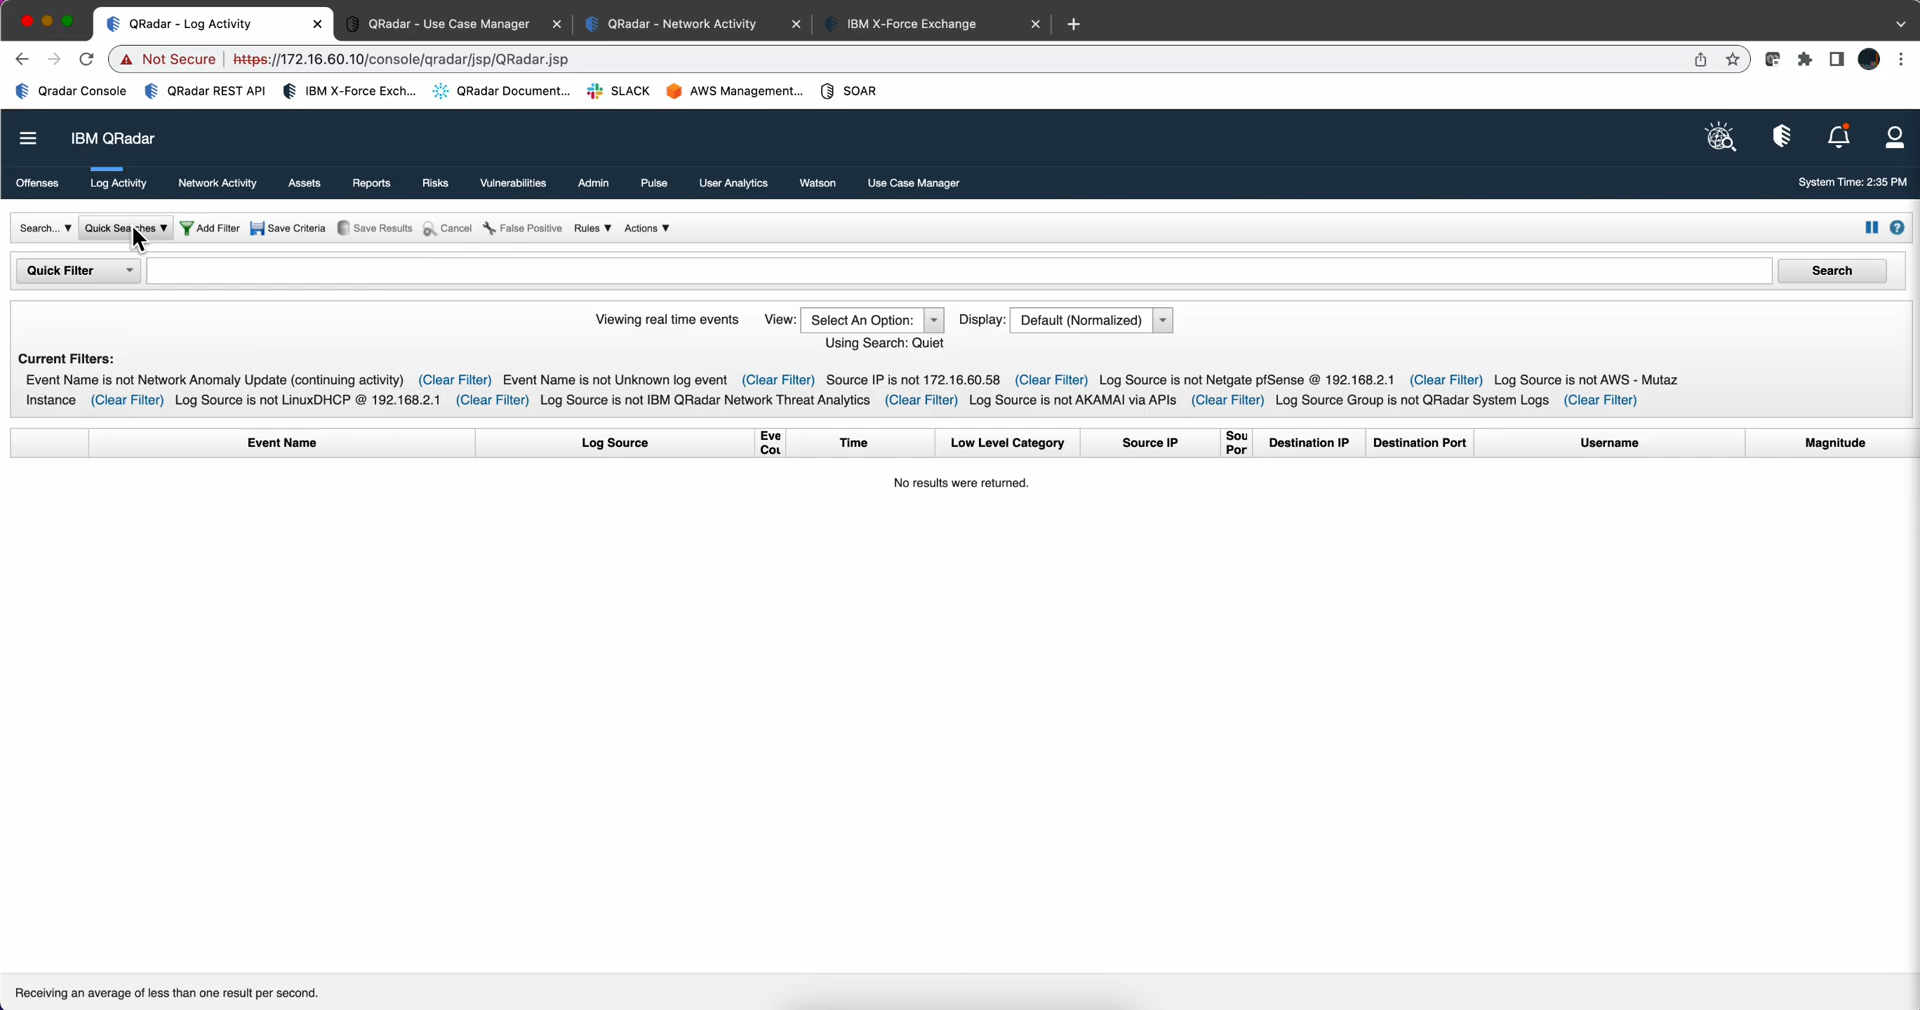 QRadar - Log Activity QRadar - Use Case Manager QRadar - Network Activity IBM X-Force Exchange
Not Secure https://172.16.60.10/console/qradar/jsp/QRadar.jsp
Qradar Console QRadar REST API IBM X-Force Exch... QRadar Document... SLACK AWS Management... SOAR
IBM QRadar
Offenses Log Activity Network Activity Assets Reports Risks Vulnerabilities Admin Pulse User Analytics Watson Use Case Manager System Time: 2:35 PM
Search... Quick Searches Add Filter Save Criteria Save Results Cancel False Positive Rules Actions
Quick Filter Search
Viewing real time events View: Select An Option: Display: Default (Normalized)
Using Search: Quiet
Current Filters:
Event Name is not Network Anomaly Update (continuing activity) (Clear Filter) Event Name is not Unknown log event (Clear Filter) Source IP is not 172.16.60.58 (Clear Filter) Log Source is not Netgate pfSense @ 192.168.2.1 (Clear Filter) Log Source is not AWS - Mutaz
Instance (Clear Filter) Log Source is not LinuxDHCP @ 192.168.2.1 (Clear Filter) Log Source is not IBM QRadar Network Threat Analytics (Clear Filter) Log Source is not AKAMAI via APIs (Clear Filter) Log Source Group is not QRadar System Logs (Clear Filter)
Event Name Log Source Eve Cou Time Low Level Category Source IP Sou Por Destination IP Destination Port Username Magnitude
No results were returned.
Receiving an average of less than one result per second.